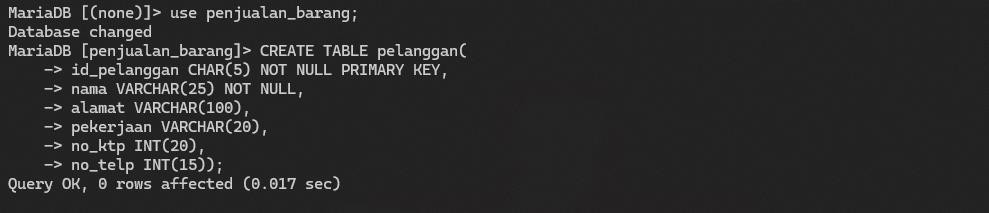 MariaDB [(none)]> use penjualan_barang;
Database changed
MariaDB [penjualan_barang]> CREATE TABLE pelanggan(
    -> id_pelanggan CHAR(5) NOT NULL PRIMARY KEY,
    -> nama VARCHAR(25) NOT NULL,
    -> alamat VARCHAR(100),
    -> pekerjaan VARCHAR(20),
    -> no_ktp INT(20),
    -> no_telp INT(15));
Query OK, 0 rows affected (0.017 sec)